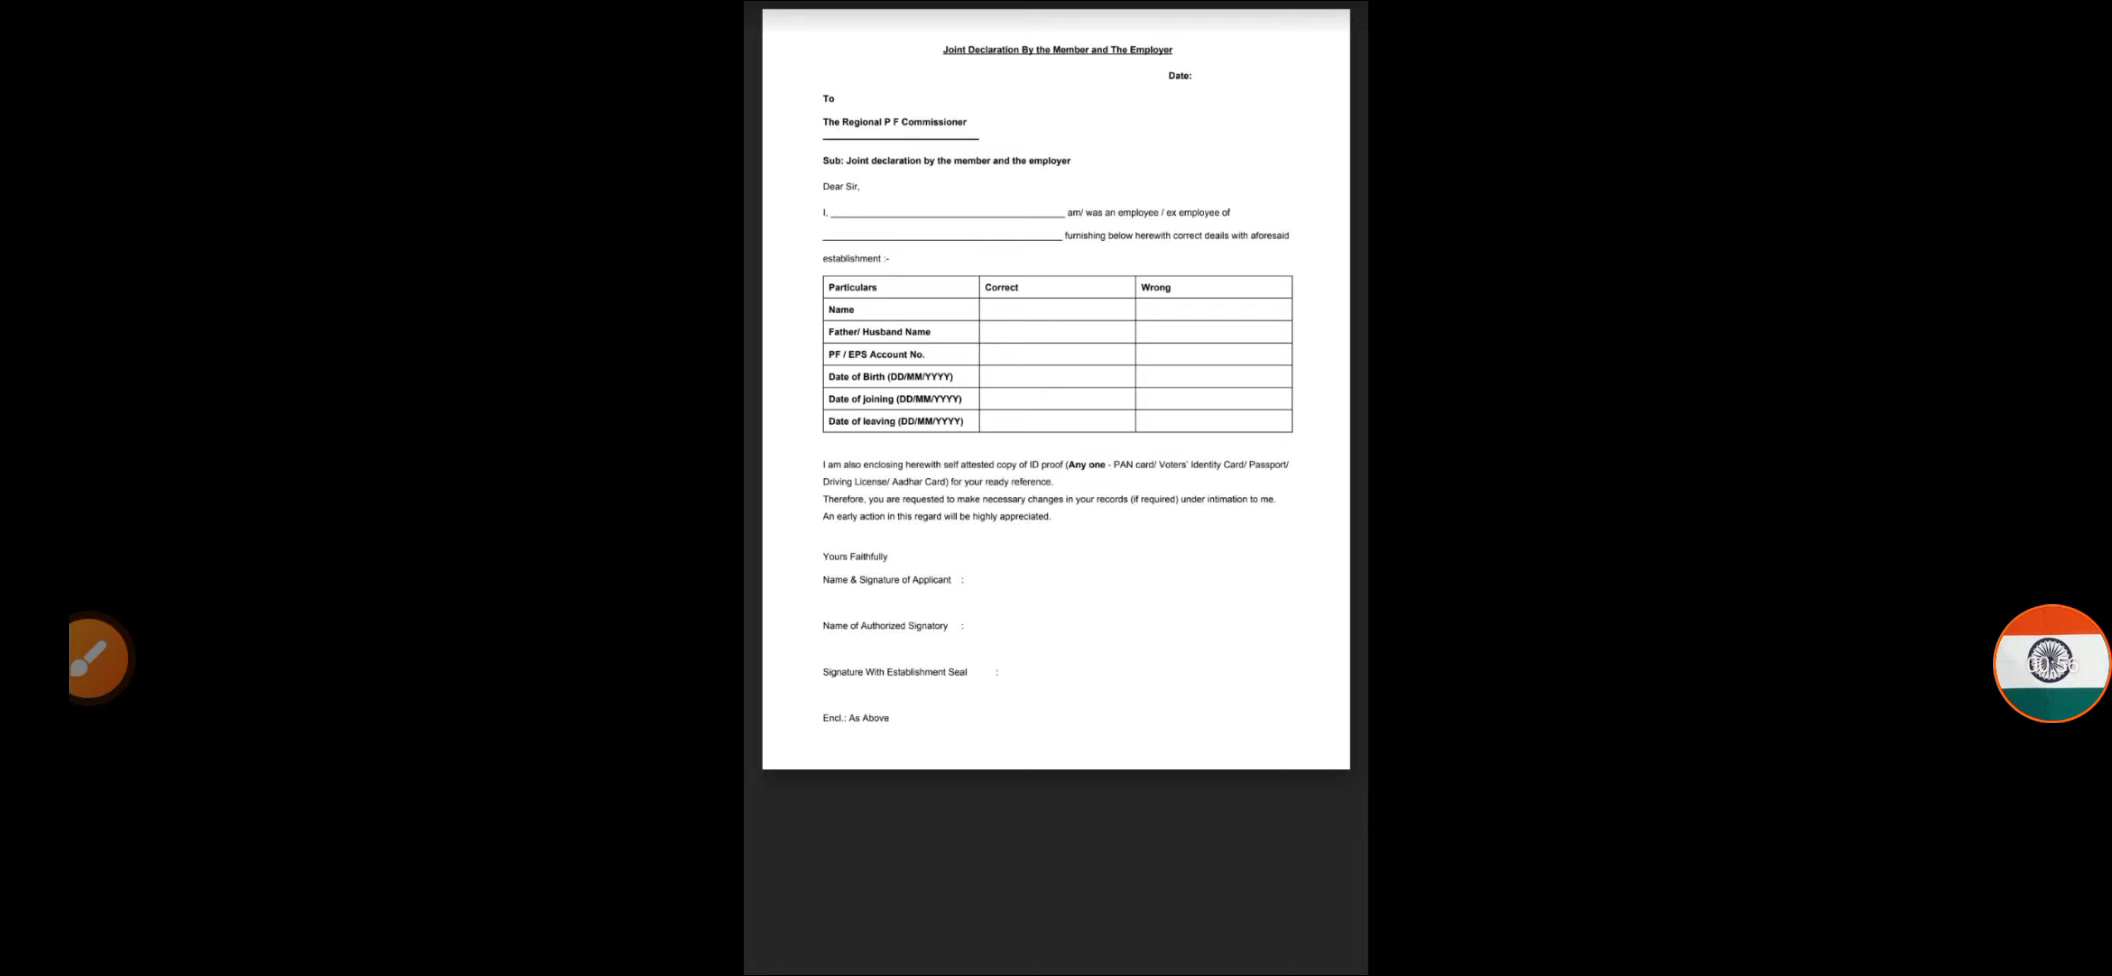 Joint Declaration By the Member and The Employer
Date:
To
The Regional P F Commissioner
Sub: Joint declaration by the member and the employer
Dear Sir,
I, ________________ am/ was an employee / ex employee of
________________ furnishing below herewith correct deails with aforesaid
establishment :-
Particulars Correct Wrong
Name
Father/ Husband Name
PF / EPS Account No.
Date of Birth (DD/MM/YYYY)
Date of joining (DD/MM/YYYY)
Date of leaving (DD/MM/YYYY)
I am also enclosing herewith self attested copy of ID proof (Any one - PAN card/ Voters' Identity Card/ Passport/
Driving License/ Aadhar Card) for your ready reference.
Therefore, you are requested to make necessary changes in your records (if required) under intimation to me.
An early action in this regard will be highly appreciated.
Yours Faithfully
Name & Signature of Applicant :
Name of Authorized Signatory :
Signature With Establishment Seal :
Encl.: As Above